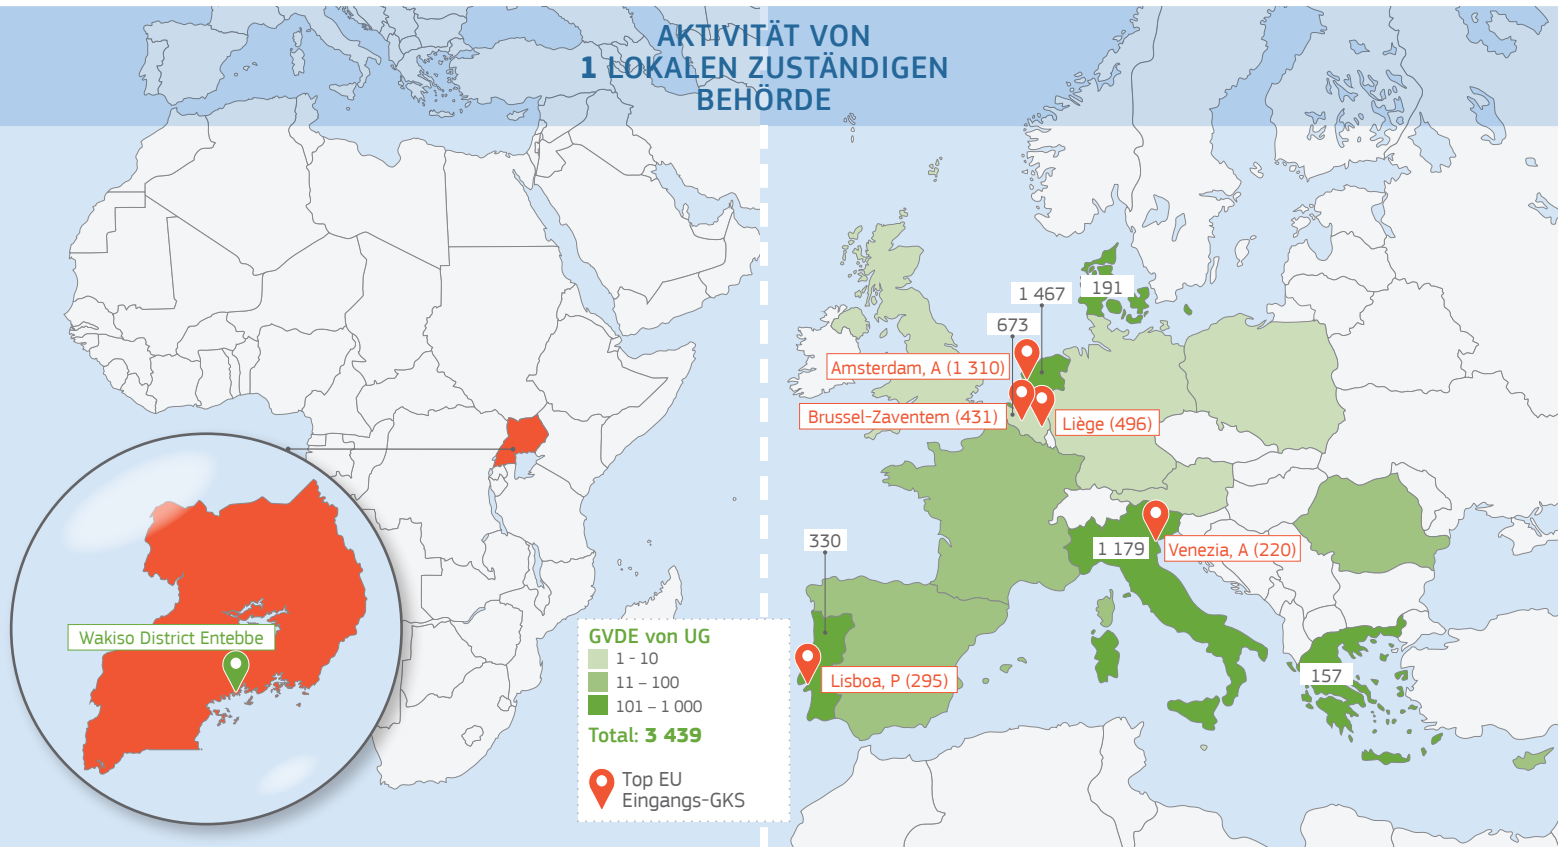 AKTIVITÄT VON
1 LOKALEN ZUSTÄNDIGEN
BEHÖRDE
191
1 467
673
Amsterdam, A (1 310)
Brussel-Zaventem (431)
Liège (496)
330
1 179
Venezia, A (220)
Lisboa, P (295)
157
Wakiso District Entebbe
GVDE von UG
1 - 10
11 – 100
101 – 1 000
Total: 3 439
Top EU
Eingangs-GKS